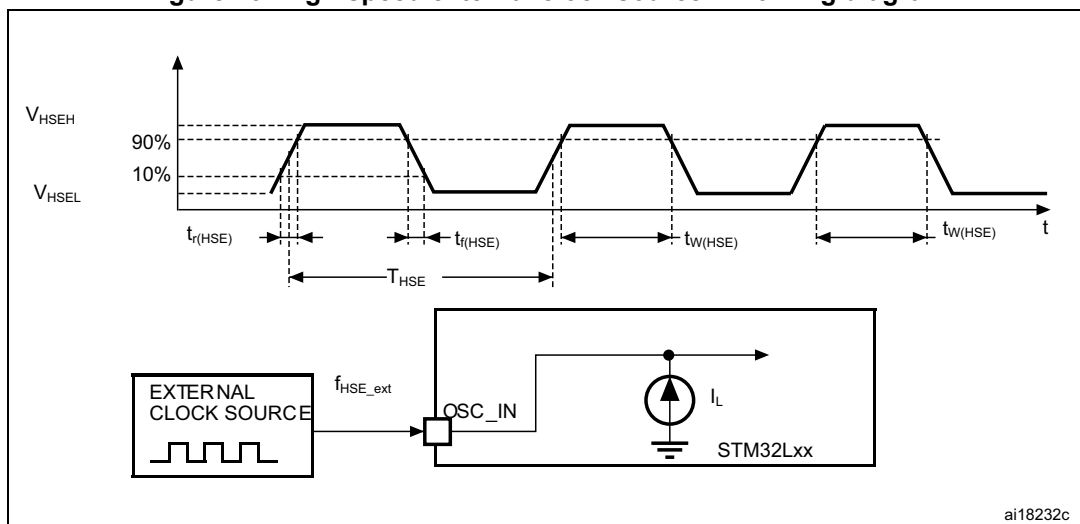 V_HSEH
90%
10%
V_HSEL
t_r(HSE)
t_f(HSE)
t_W(HSE)
t_W(HSE)
t
T_HSE
EXTERNAL
CLOCK SOURCE
f_HSE_ext
OSC_IN
I_L
STM32Lxx
ai18232c